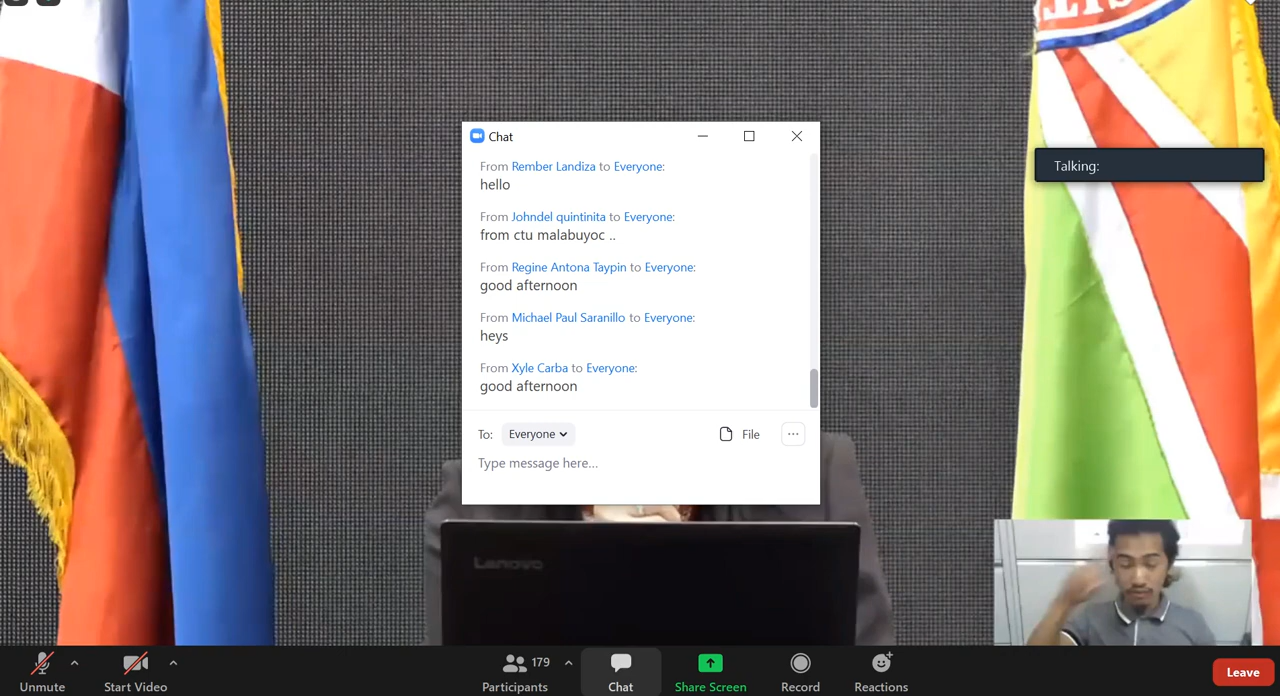 Chat
From Rember Landiza to Everyone:
hello
From Johndel quintinita to Everyone:
from ctu malabuyoc ..
From Regine Antona Taypin to Everyone:
good afternoon
From Michael Paul Saranillo to Everyone:
heys
From Xyle Carba to Everyone:
good afternoon
To: Everyone File ...
Type message here...
Talking:
Lenovo
Unmute
Start Video
179
Participants
Chat
Share Screen
Record
Reactions
Leave